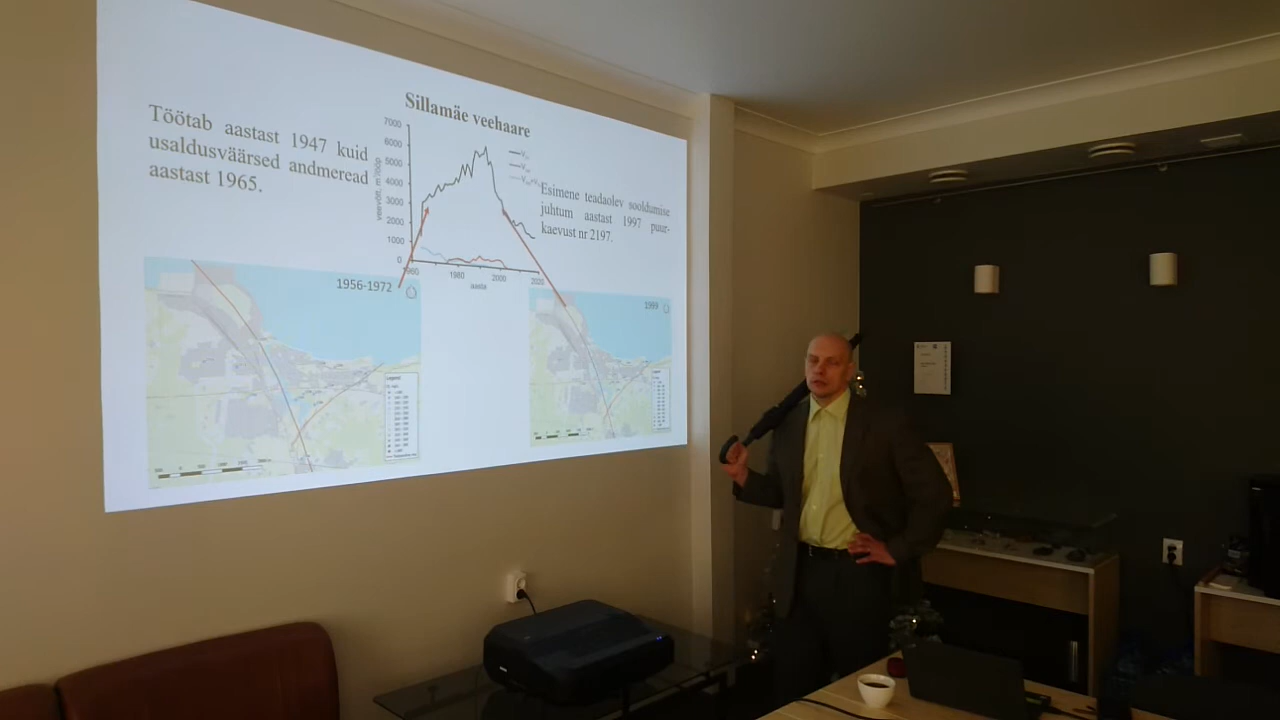 Sillamäe veehaare
Töötab aastast 1947 kuid
usaldusväärsed andmeread
aastast 1965.
7000
6000
5000
4000
3000
2000
1000
0
1980
2000
2020
aasta
Esimene teadaolev sooldumise
juhtum aastast 1997 puur-
kaevust nr 2197.
1956-1972
1999